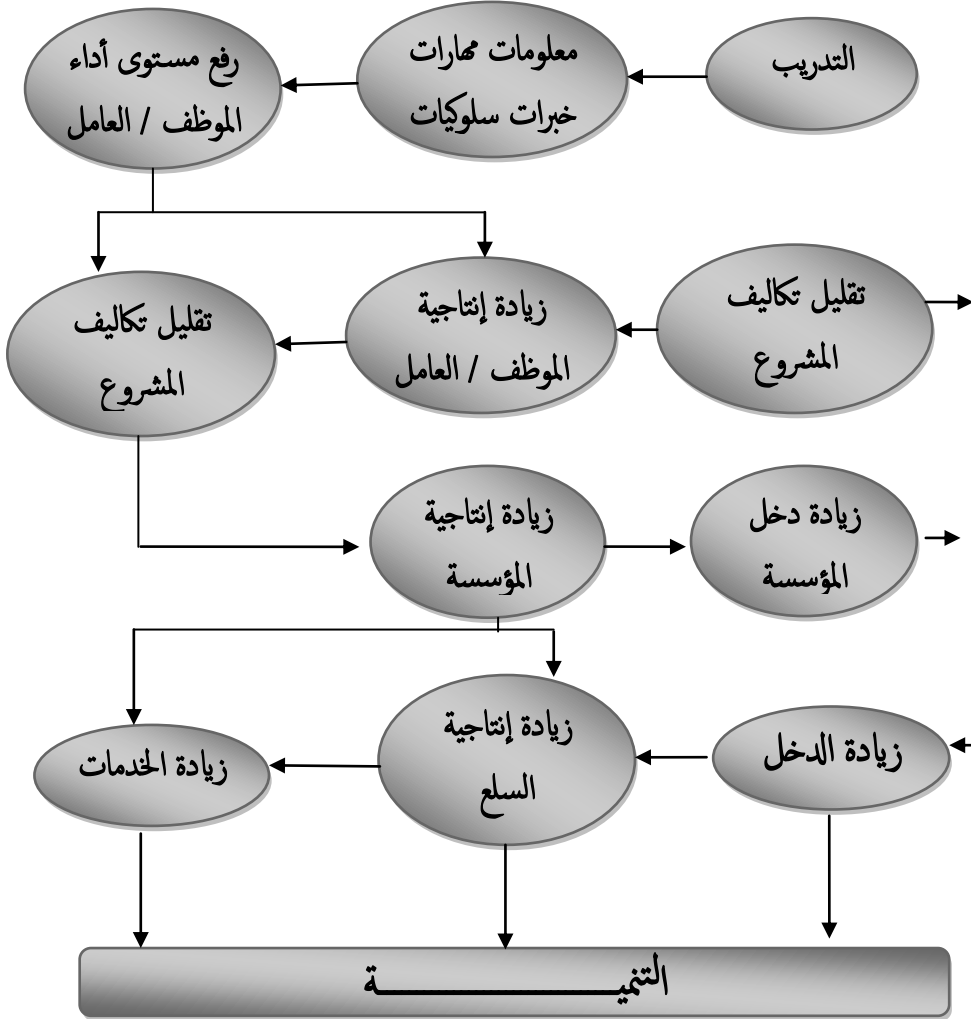 التدريب
معلومات مهارات
خبرات سلوكيات
رفع مستوى أداء
الموظف / العامل
تقليل تكاليف
المشروع
زيادة إنتاجية
الموظف / العامل
تقليل تكاليف
المشروع
زيادة إنتاجية
المؤسسة
زيادة دخل
المؤسسة
زيادة الدخل
زيادة إنتاجية
السلع
زيادة الخدمات
التنميـــــــــــــــــــة